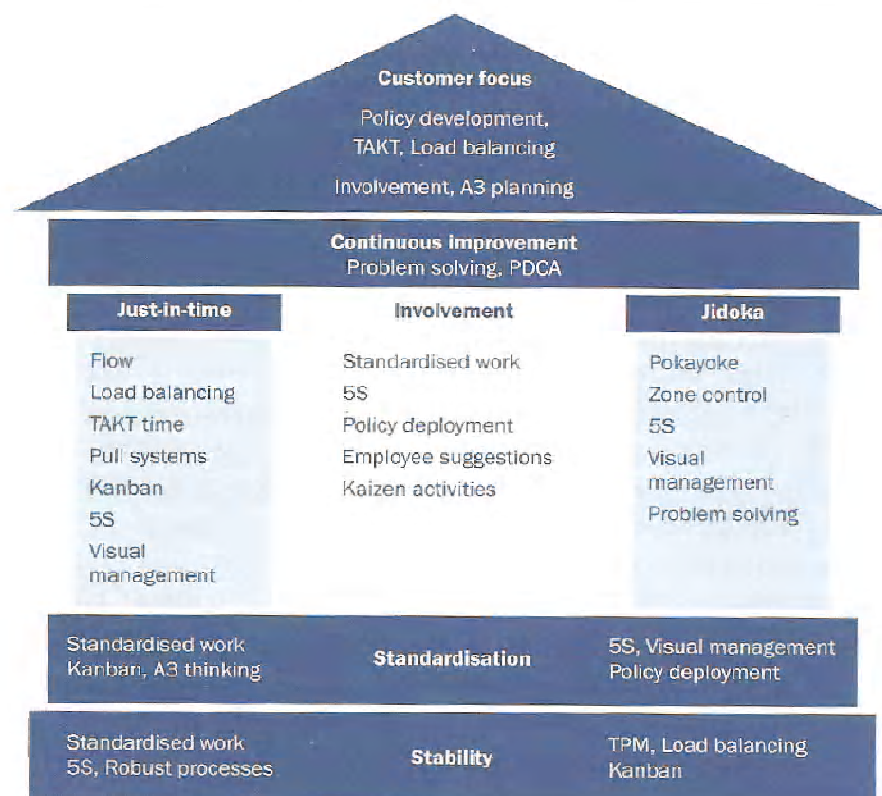 Customer focus
Policy development,
TAKT, Load balancing
Involvement, A3 planning
Continuous improvement
Problem solving, PDCA
Just-in-time
Flow
Load balancing
TAKT time
Pull systems
Kanban
5S
Visual
management
Involvement
Standardised work
5S
Policy deployment
Employee suggestions
Kaizen activities
Jidoka
Pokayoke
Zone control
5S
Visual
management
Problem solving
Standardised work
Kanban, A3 thinking
Standardisation
5S, Visual management
Policy deployment
Standardised work
5S, Robust processes
Stability
TPM, Load balancing
Kanban